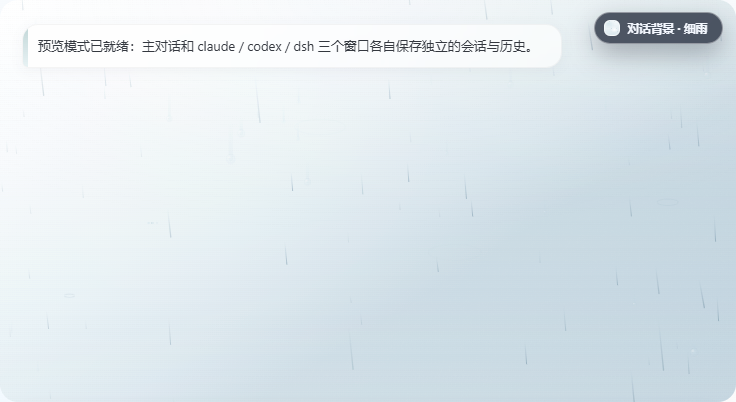 预览模式已就绪：主对话和 claude / codex / dsh 三个窗口各自保存独立的会话与历史。
对话背景 · 细雨